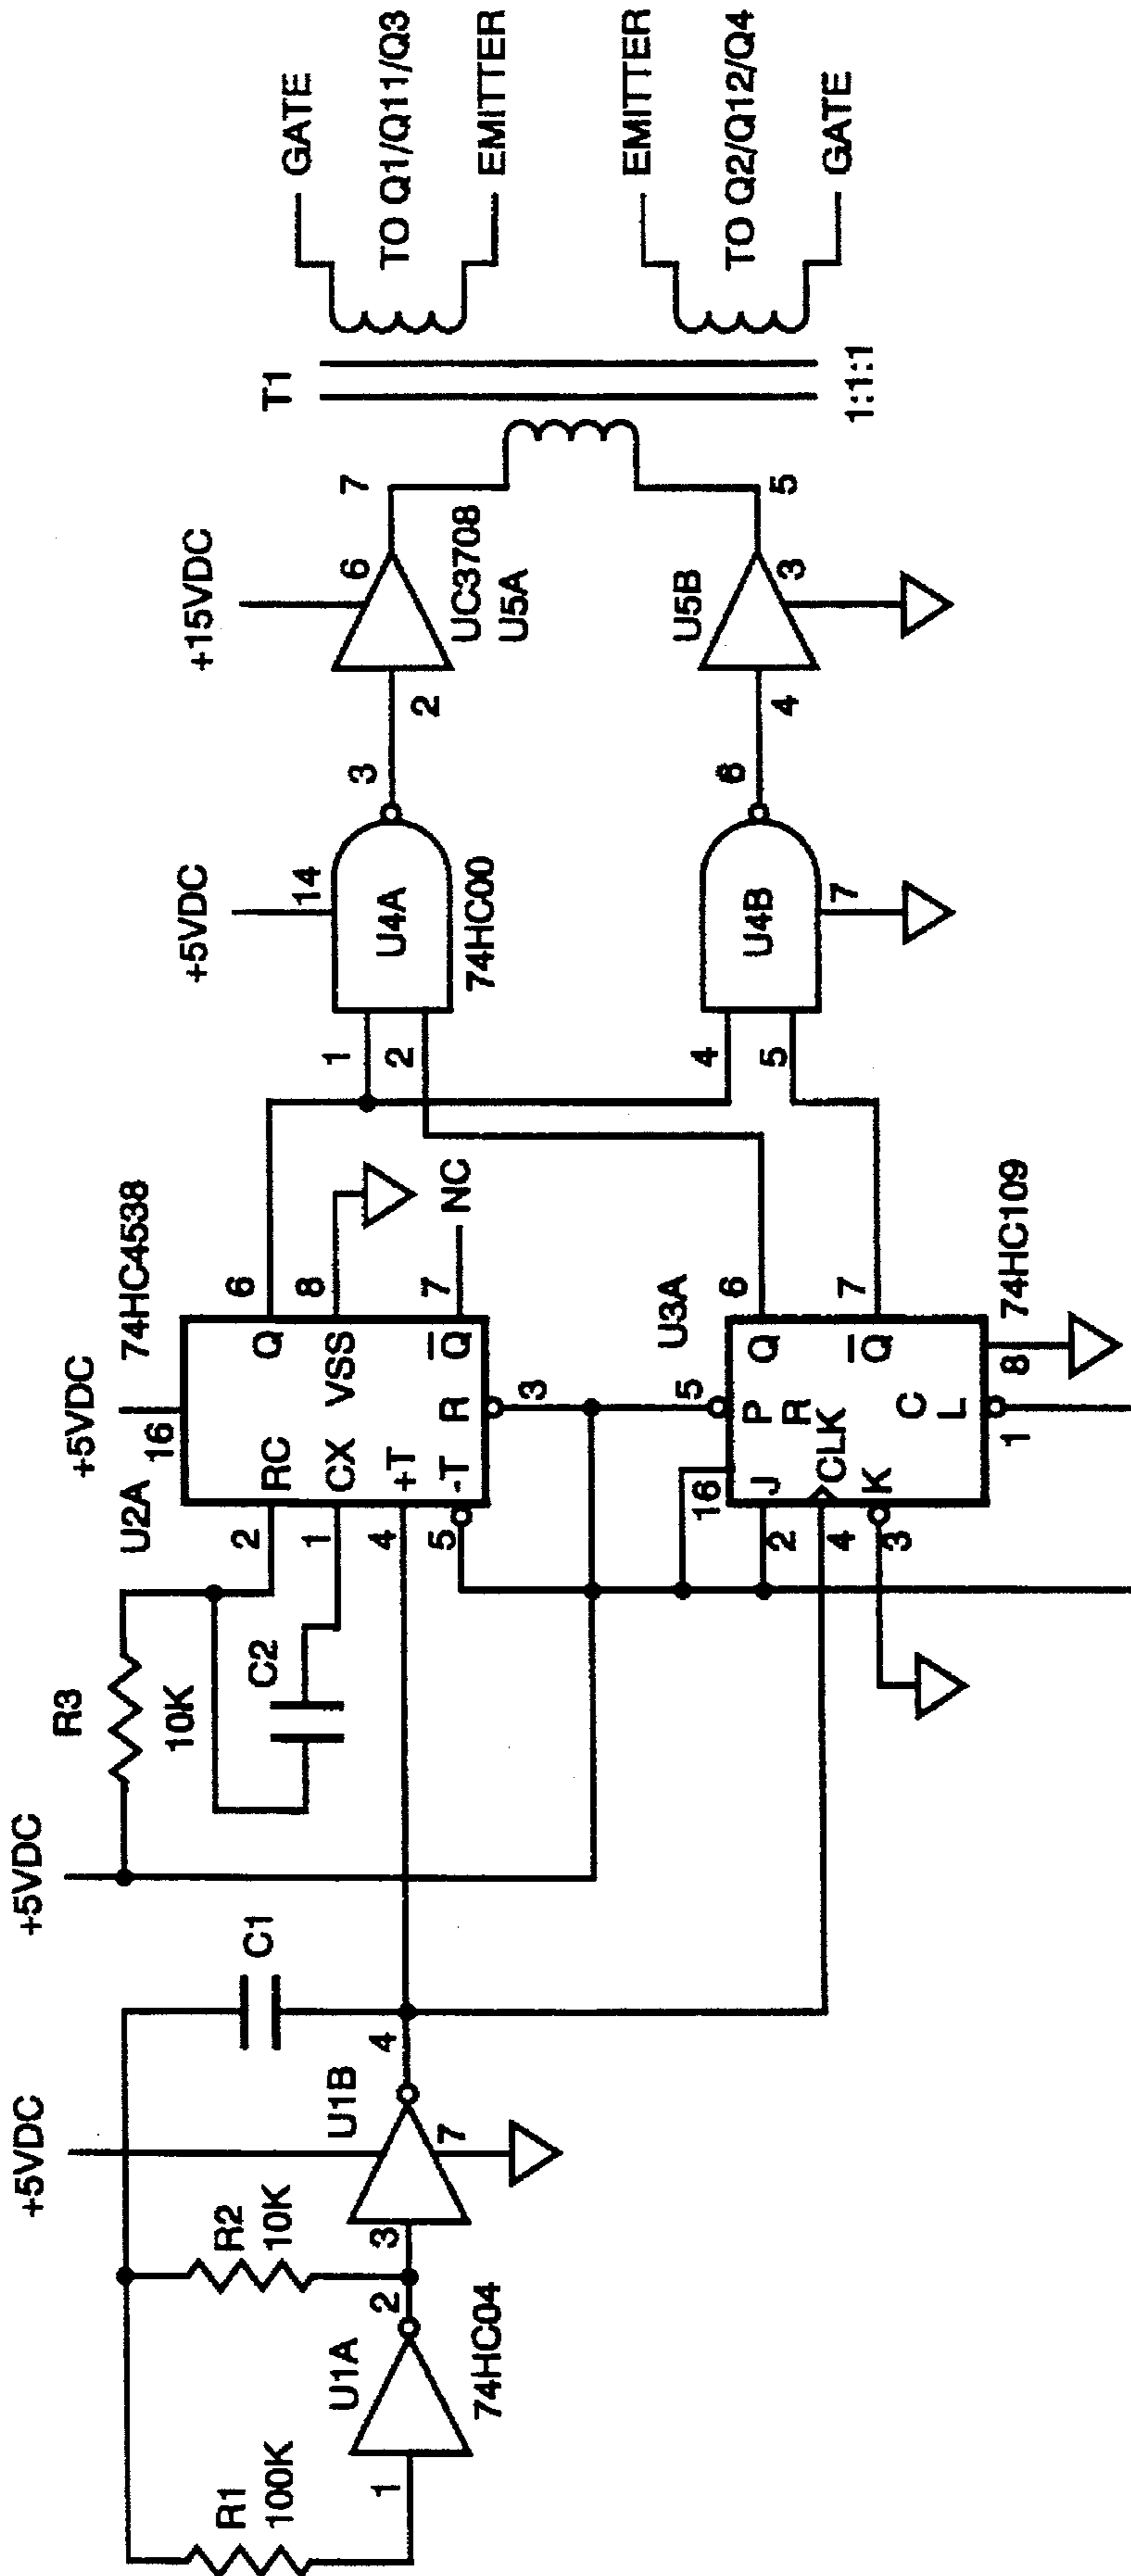 +5VDC
+5VDC
+5VDC
+5VDC
+15VDC
R1
100K
U1A
1
2
74HC04
R2
10K
3
U1B
4
7
C1
R3
10K
C2
U2A
16
74HC4538
2
RC
1
CX
4
+T
5
-T
Q
6
VSS
8
Q̅
7
NC
R
3
U3A
5
16
P
R
2
J
4
CLK
3
K
Q
6
Q̅
7
C
L
1
8
74HC109
1
2
14
U4A
3
74HC00
4
5
U4B
6
7
2
6
7
UC3708
U5A
4
U5B
3
5
T1
1:1:1
GATE
TO Q1/Q11/Q3
EMITTER
EMITTER
TO Q2/Q12/Q4
GATE